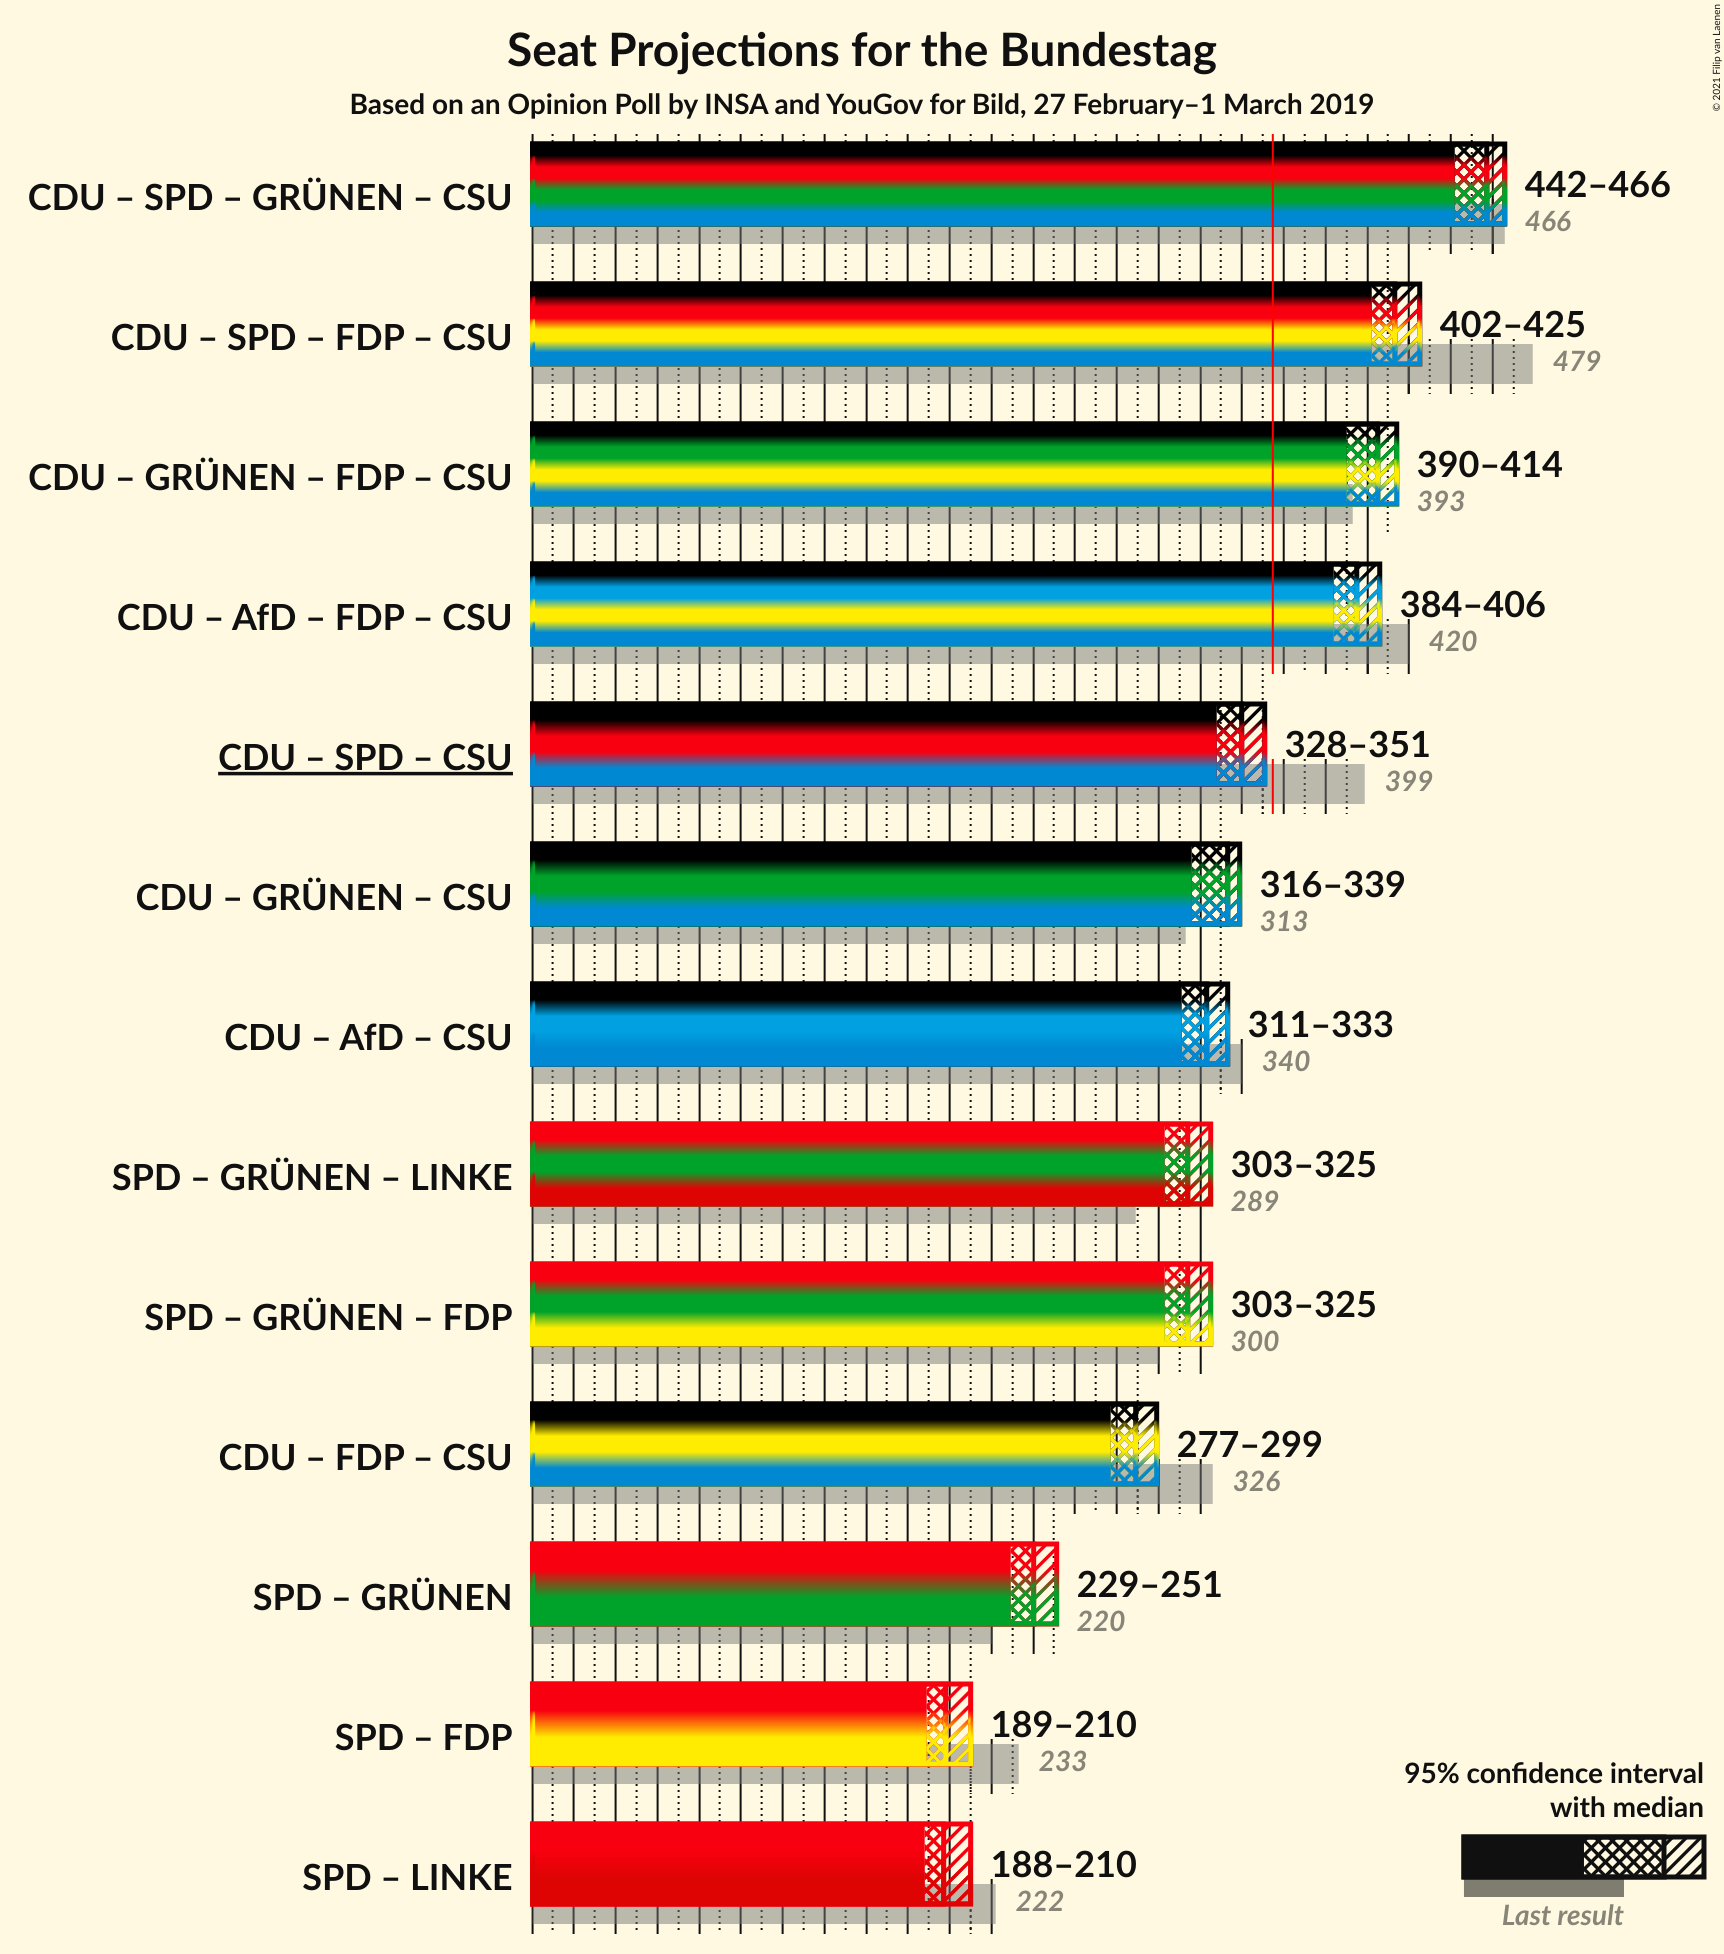 Seat Projections for the Bundestag
Based on an Opinion Poll by INSA and YouGov for Bild, 27 February–1 March 2019
© 2021 Filip van Laenen
CDU – SPD – GRÜNEN – CSU
442–466
466
CDU – SPD – FDP – CSU
402–425
479
CDU – GRÜNEN – FDP – CSU
390–414
393
CDU – AfD – FDP – CSU
384–406
420
CDU – SPD – CSU
328–351
399
CDU – GRÜNEN – CSU
316–339
313
CDU – AfD – CSU
311–333
340
SPD – GRÜNEN – LINKE
303–325
289
SPD – GRÜNEN – FDP
303–325
300
CDU – FDP – CSU
277–299
326
SPD – GRÜNEN
229–251
220
SPD – FDP
189–210
233
SPD – LINKE
188–210
222
95% confidence interval
with median
Last result